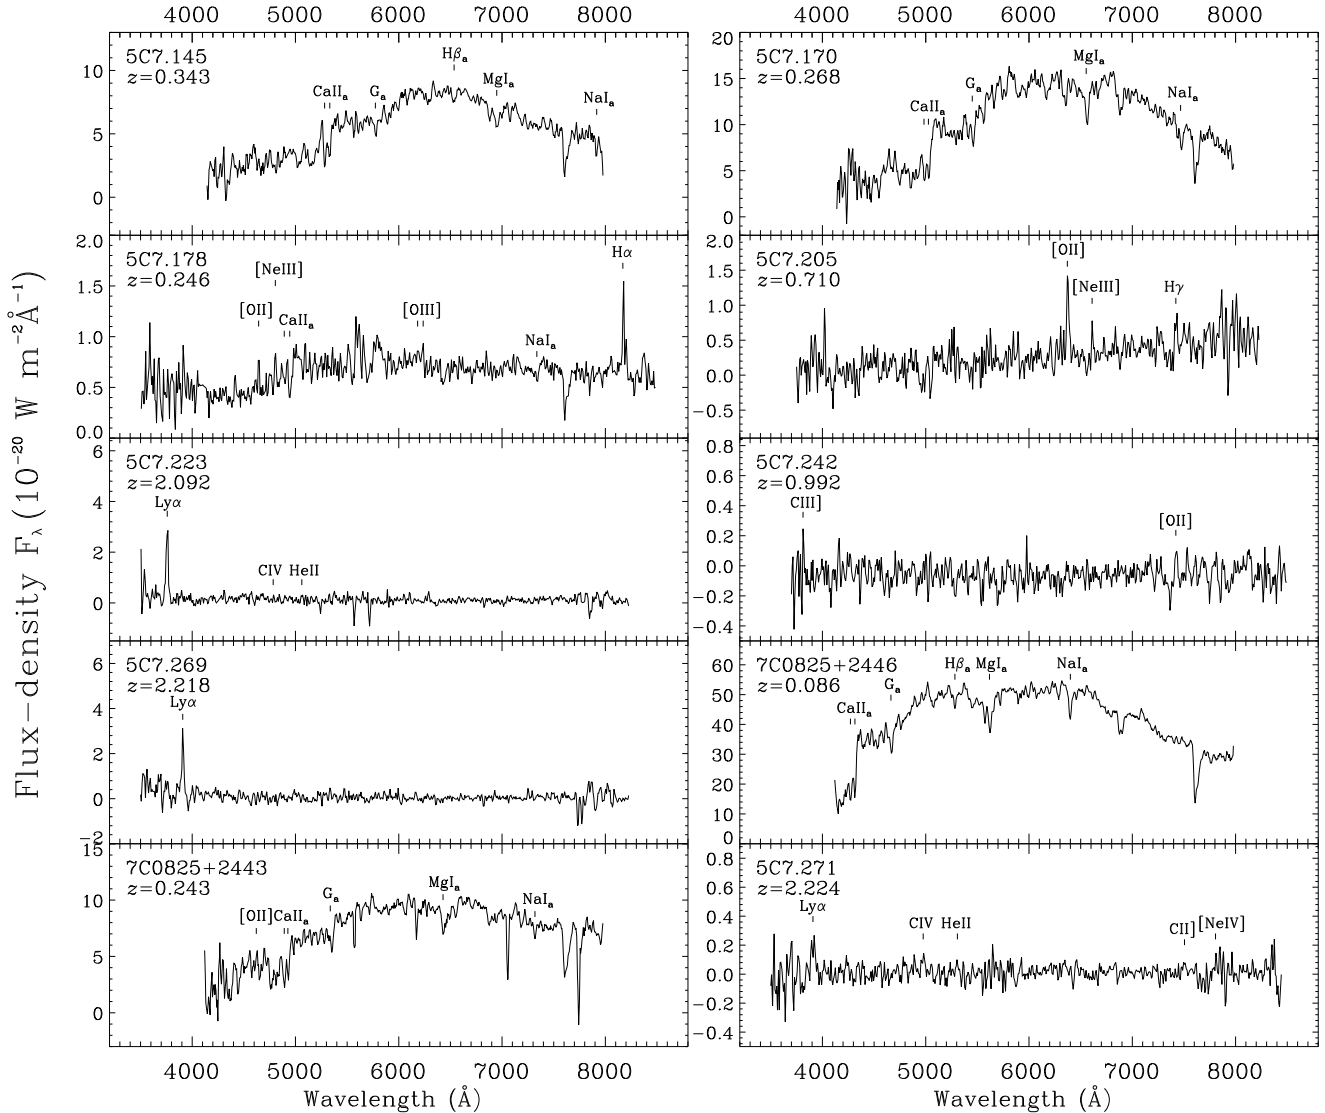 4000 5000 6000 7000 8000
4000 5000 6000 7000 8000
Flux−density Fλ (10⁻²⁰ W m⁻²Å⁻¹)
5C7.145
z=0.343
CaIIₐ
Gₐ
Hβₐ
MgIₐ
NaIₐ
10
5
0
5C7.170
z=0.268
CaIIₐ
Gₐ
MgIₐ
NaIₐ
20
15
10
5
0
5C7.178
z=0.246
[OII]
[NeIII]
CaIIₐ
[OIII]
NaIₐ
Hα
2.0
1.5
1.0
0.5
0.0
5C7.205
z=0.710
[OII]
[NeIII]
Hγ
2.0
1.5
1.0
0.5
0.0
−0.5
5C7.223
z=2.092
Lyα
CIV HeII
6
4
2
0
5C7.242
z=0.992
CIII]
[OII]
0.8
0.6
0.4
0.2
0.0
−0.2
−0.4
5C7.269
z=2.218
Lyα
6
4
2
0
−2
7C0825+2446
z=0.086
CaIIₐ
Gₐ
Hβₐ MgIₐ
NaIₐ
60
50
40
30
20
10
0
7C0825+2443
z=0.243
[OII]CaIIₐ
Gₐ
MgIₐ
NaIₐ
15
10
5
0
5C7.271
z=2.224
Lyα
CIV HeII
CII] [NeIV]
0.8
0.6
0.4
0.2
0.0
−0.2
−0.4
4000 5000 6000 7000 8000
Wavelength (Å)
4000 5000 6000 7000 8000
Wavelength (Å)